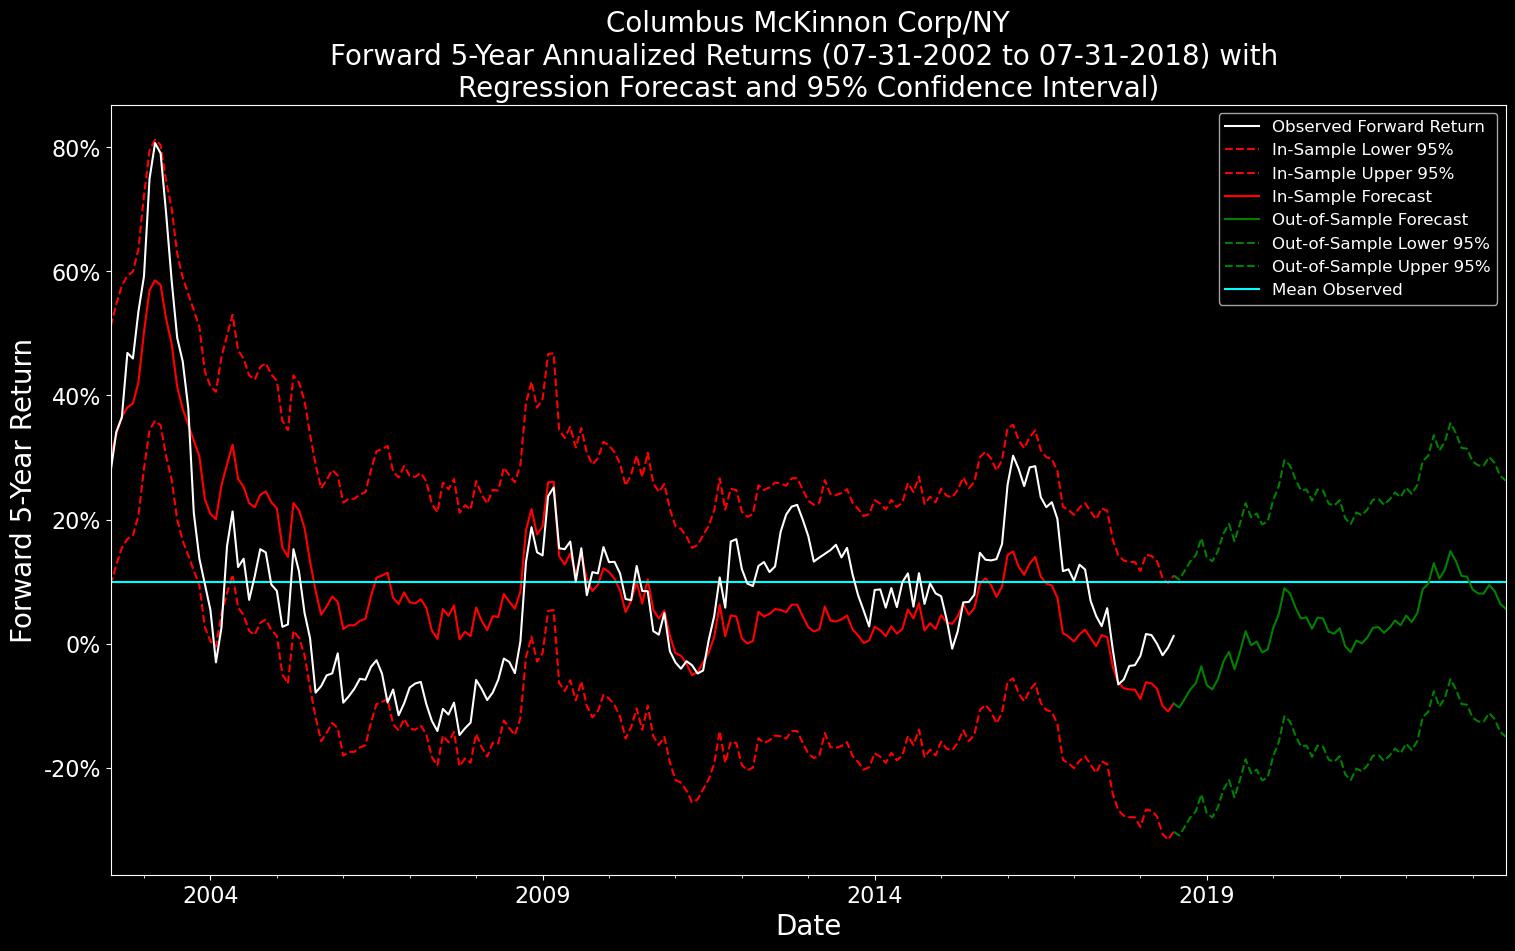 Columbus McKinnon Corp/NY
Forward 5-Year Annualized Returns (07-31-2002 to 07-31-2018) with
Regression Forecast and 95% Confidence Interval)
Forward 5-Year Return
80%
60%
40%
20%
0%
-20%
Observed Forward Return
In-Sample Lower 95%
In-Sample Upper 95%
In-Sample Forecast
Out-of-Sample Forecast
Out-of-Sample Lower 95%
Out-of-Sample Upper 95%
Mean Observed
2004
2009
2014
2019
Date